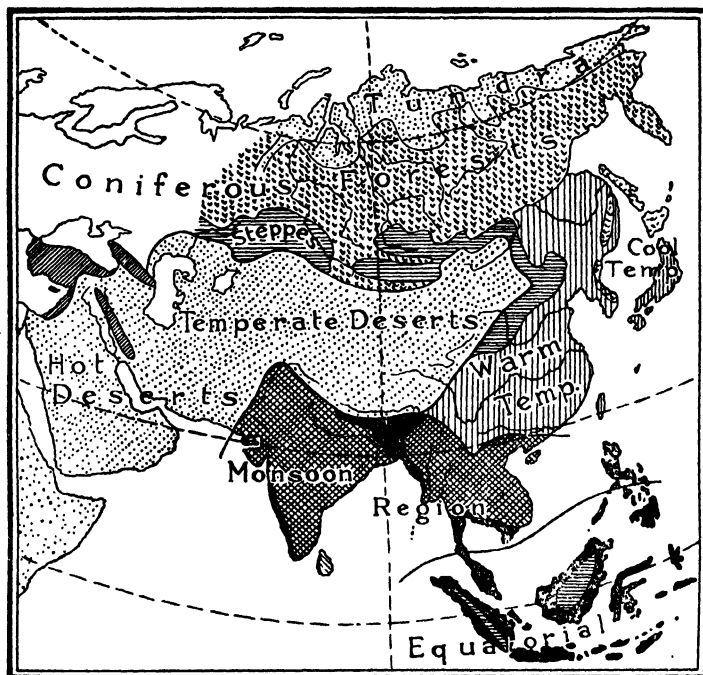 Tundra
Coniferous Forests
Steppes
Cool
Temp.
Temperate Deserts
Hot
Deserts
Warm
Temp.
Monsoon
Region
Equatorial